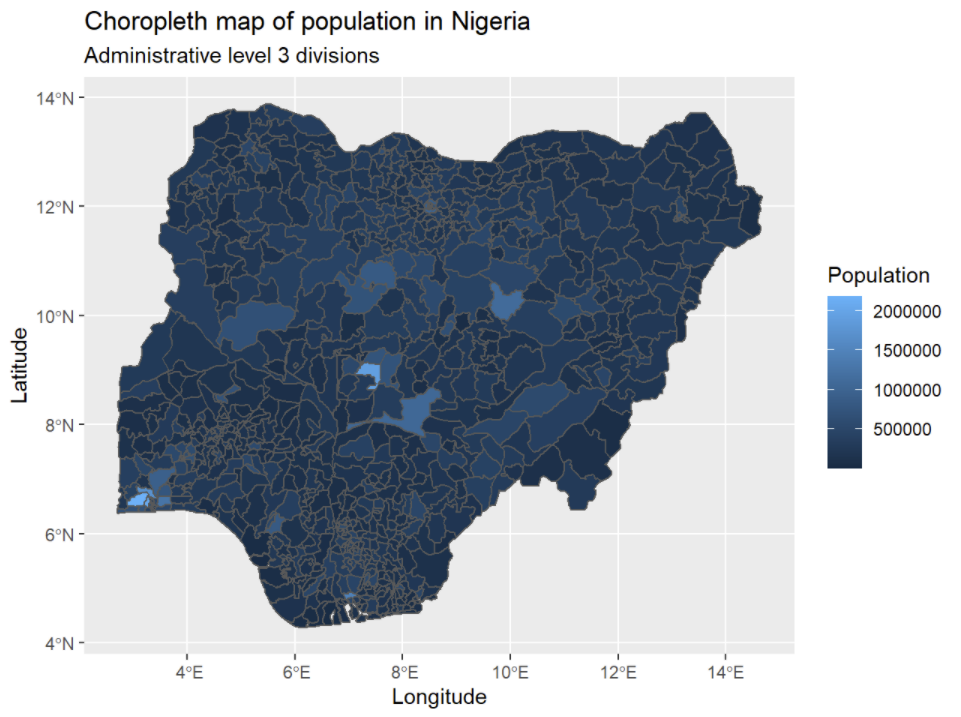 Choropleth map of population in Nigeria
Administrative level 3 divisions
14°N
12°N
10°N
8°N
6°N
4°N
Latitude
4°E
6°E
8°E
10°E
12°E
14°E
Longitude
Population
2000000
1500000
1000000
500000